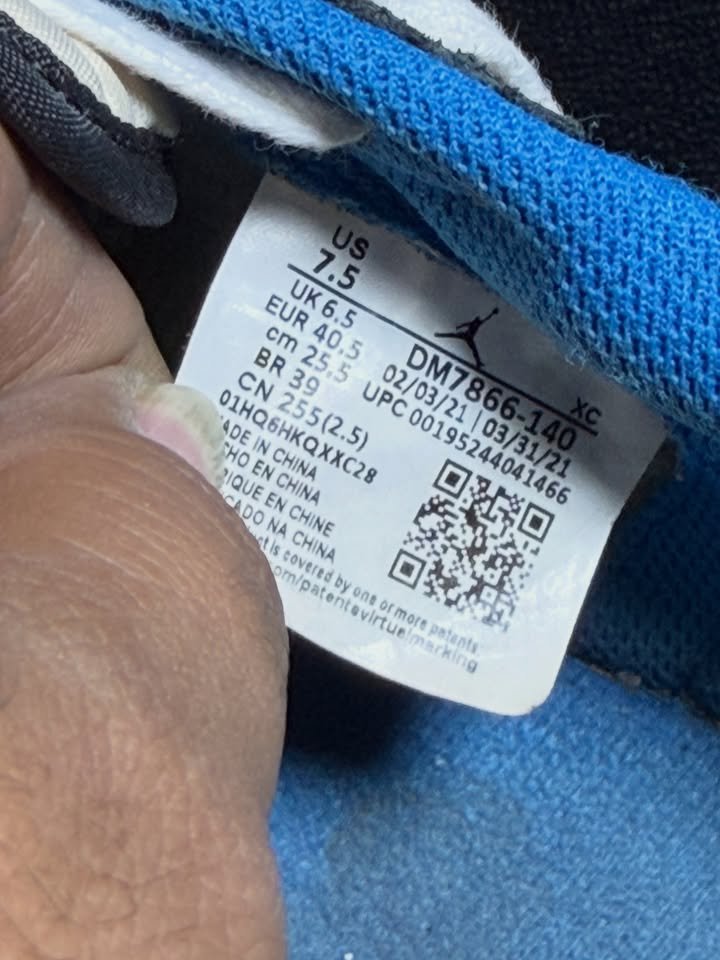 US
7.5
UK 6.5
EUR 40.5
cm 25.5
BR 39
CN 255(2.5)
01HQ6HKQXXC28
DM7866-140 XC
02/03/21 | 03/31/21
UPC 00195244041466
ADE IN CHINA
CHO EN CHINA
RIQUE EN CHINE
CADO NA CHINA
is covered by one or more patents
om/patentsvirtuelmarking